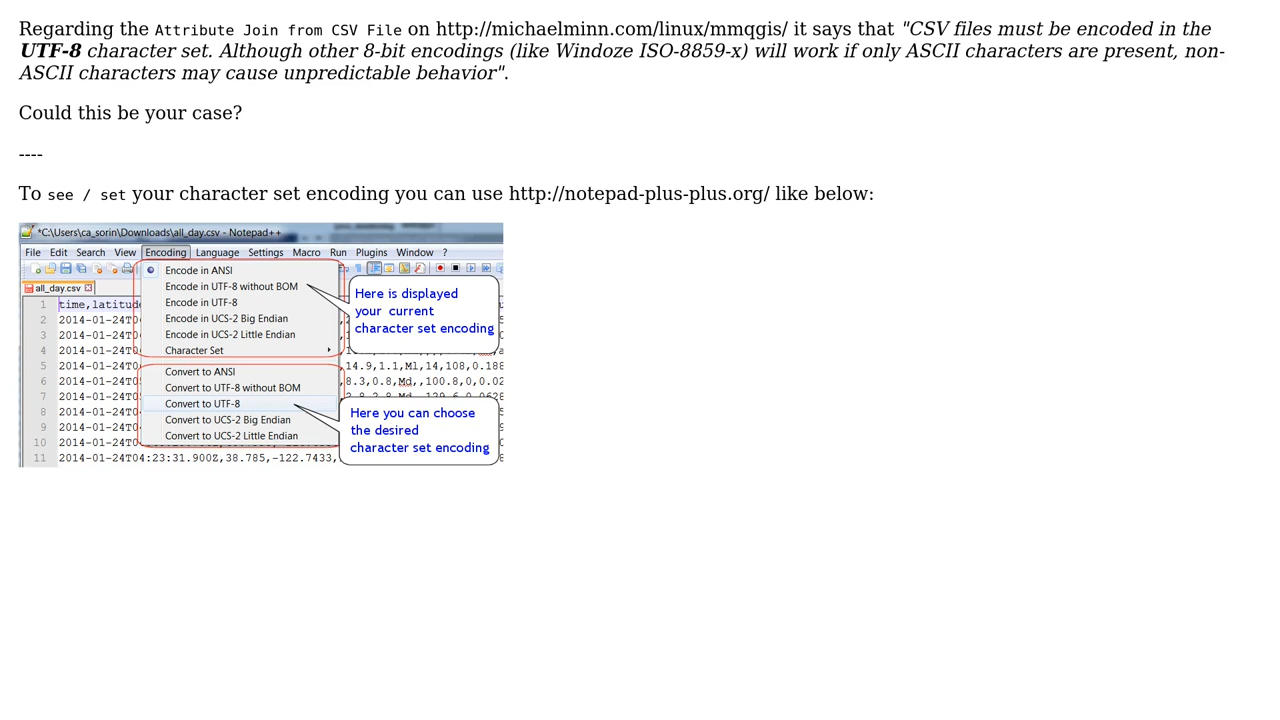 Regarding the Attribute Join from CSV File on http://michaelminn.com/linux/mmqgis/ it says that "CSV files must be encoded in the
UTF-8 character set. Although other 8-bit encodings (like Windoze ISO-8859-x) will work if only ASCII characters are present, non-
ASCII characters may cause unpredictable behavior".
Could this be your case?
----
To see / set your character set encoding you can use http://notepad-plus-plus.org/ like below:
*C:\Users\ca_sorin\Downloads\all_day.csv - Notepad++
File Edit Search View Encoding Language Settings Macro Run Plugins Window ?
all_day.csv
Encode in ANSI
Encode in UTF-8 without BOM
Encode in UTF-8
Encode in UCS-2 Big Endian
Encode in UCS-2 Little Endian
Character Set
Convert to ANSI
Convert to UTF-8 without BOM
Convert to UTF-8
Convert to UCS-2 Big Endian
Convert to UCS-2 Little Endian
Here is displayed
your current
character set encoding
Here you can choose
the desired
character set encoding
1 time,latitude
2 2014-01-24T0
3 2014-01-24T0
4 2014-01-24T0
5 2014-01-24T0 ,14.9,1.1,Ml,14,108,0.188
6 2014-01-24T0 ,8.3,0.8,Md,,100.8,0,0.02
7 2014-01-24T0
8 2014-01-24T0
9 2014-01-24T0
10 2014-01-24T0
11 2014-01-24T04:23:31.900Z,38.785,-122.7433,